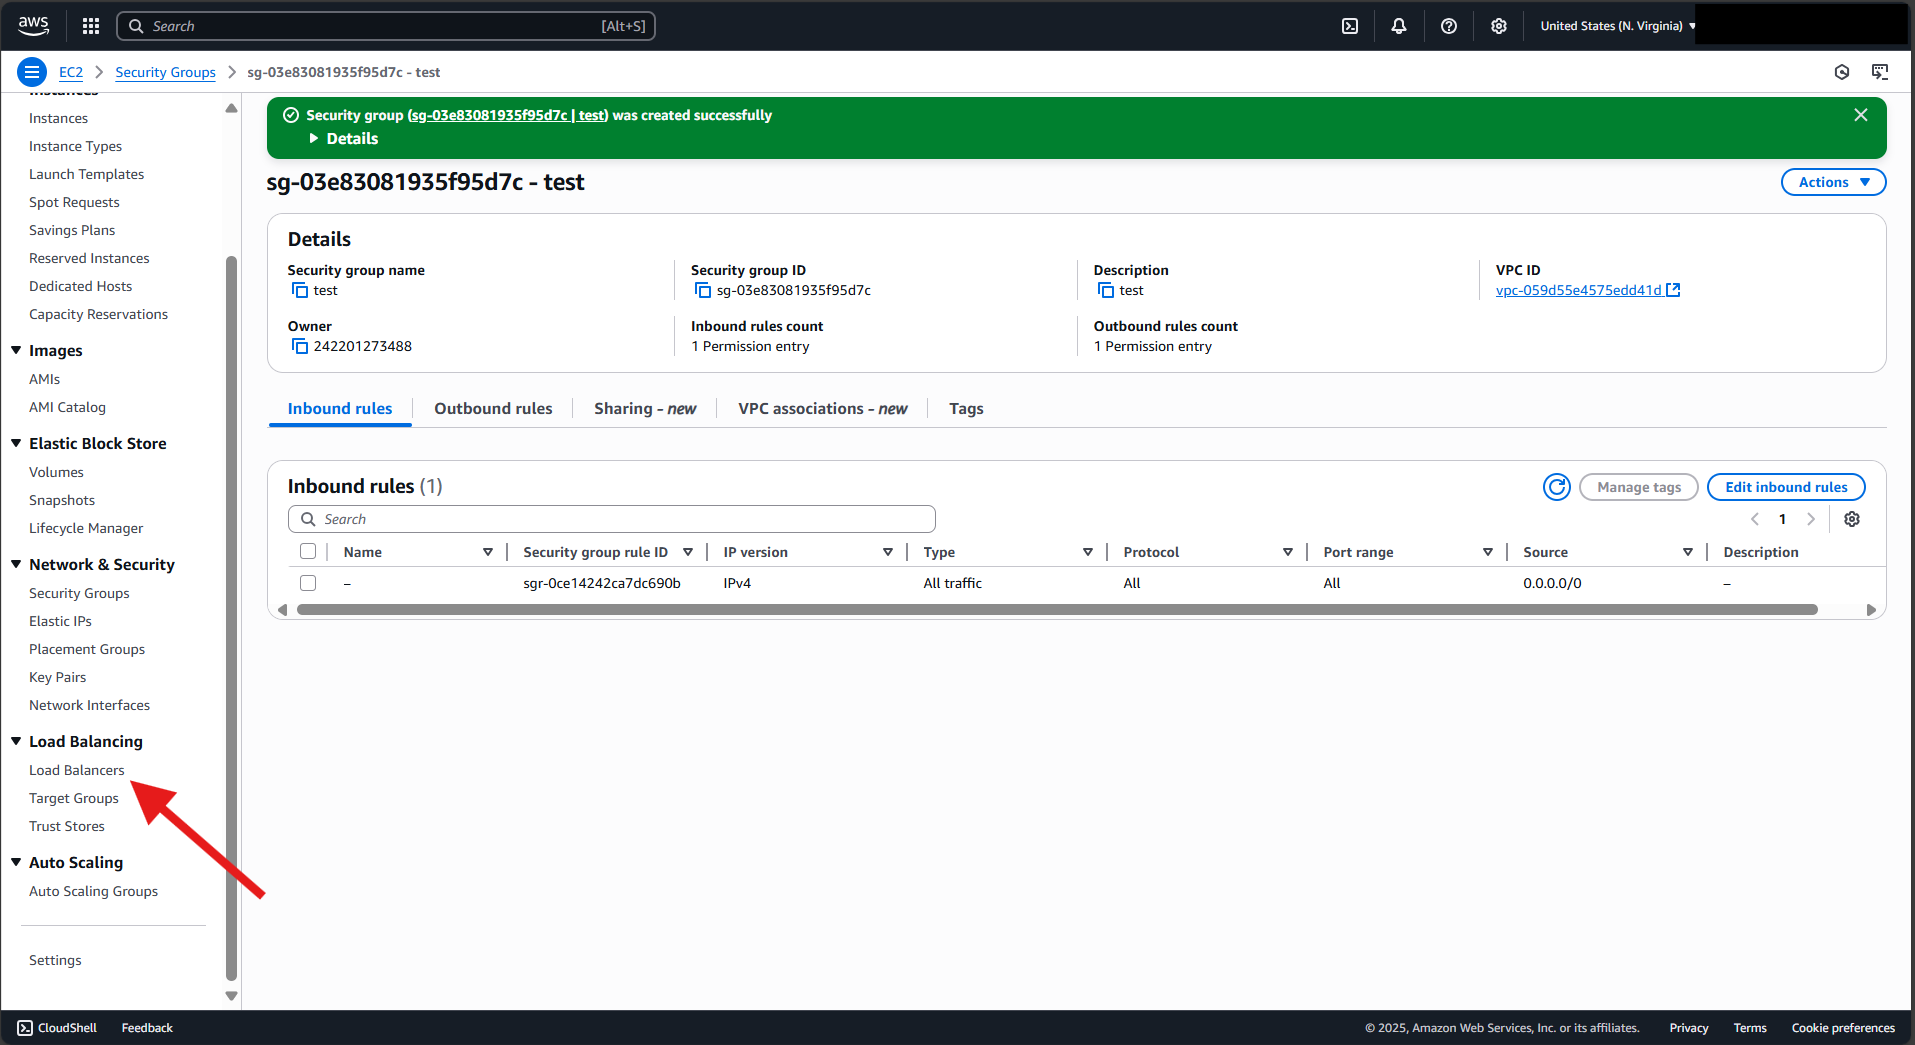 aws
Search [Alt+S]
United States (N. Virginia)
EC2 Security Groups sg-03e83081935f95d7c - test
Instances
Instances
Instance Types
Launch Templates
Spot Requests
Savings Plans
Reserved Instances
Dedicated Hosts
Capacity Reservations
Images
AMIs
AMI Catalog
Elastic Block Store
Volumes
Snapshots
Lifecycle Manager
Network & Security
Security Groups
Elastic IPs
Placement Groups
Key Pairs
Network Interfaces
Load Balancing
Load Balancers
Target Groups
Trust Stores
Auto Scaling
Auto Scaling Groups
Settings
Security group (sg-03e83081935f95d7c | test) was created successfully
Details
sg-03e83081935f95d7c - test
Actions
Details
Security group name
test
Security group ID
sg-03e83081935f95d7c
Description
test
VPC ID
vpc-059d55e4575edd41d
Owner
242201273488
Inbound rules count
1 Permission entry
Outbound rules count
1 Permission entry
Inbound rules Outbound rules Sharing - new VPC associations - new Tags
Inbound rules (1)
Manage tags Edit inbound rules
Search
1
Name Security group rule ID IP version Type Protocol Port range Source Description
– sgr-0ce14242ca7dc690b IPv4 All traffic All All 0.0.0.0/0 –
CloudShell Feedback © 2025, Amazon Web Services, Inc. or its affiliates. Privacy Terms Cookie preferences